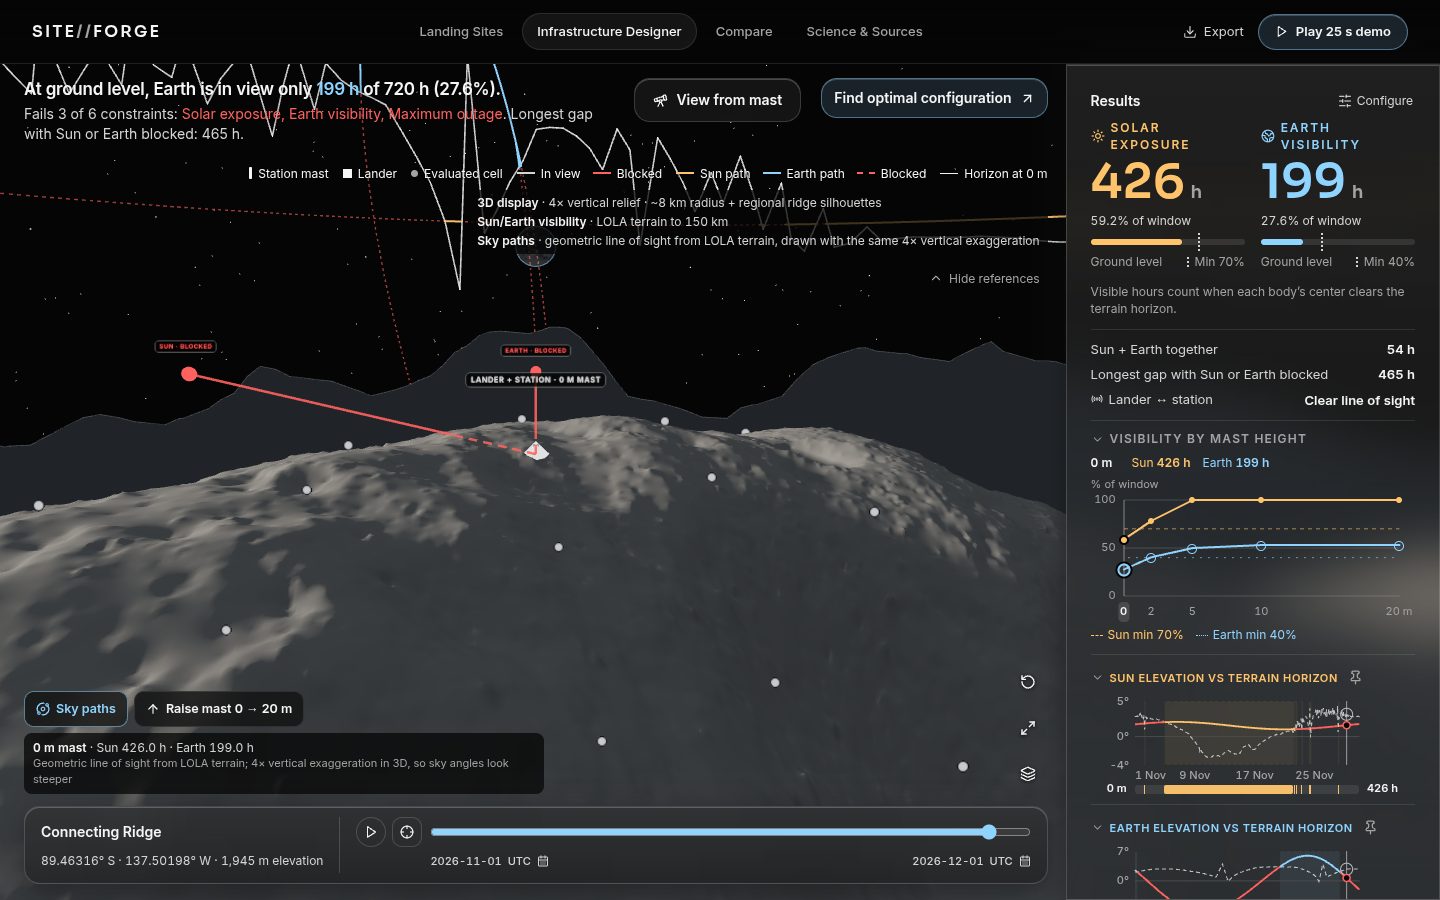 SITE//FORGE
Landing Sites
Infrastructure Designer
Compare
Science & Sources
Export
Play 25 s demo
At ground level, Earth is in view only 199 h of 720 h (27.6%).
Fails 3 of 6 constraints: Solar exposure, Earth visibility, Maximum outage. Longest gap
with Sun or Earth blocked: 465 h.
View from mast
Find optimal configuration
Station mast
Lander
Evaluated cell
In view
Blocked
Sun path
Earth path
Blocked
Horizon at 0 m
3D display · 4× vertical relief · ~8 km radius + regional ridge silhouettes
Sun/Earth visibility · LOLA terrain to 150 km
Sky paths · geometric line of sight from LOLA terrain, drawn with the same 4× vertical exaggeration
Hide references
SUN · BLOCKED
EARTH · BLOCKED
LANDER + STATION · 0 M MAST
Sky paths
Raise mast 0 → 20 m
0 m mast · Sun 426.0 h · Earth 199.0 h
Geometric line of sight from LOLA terrain; 4× vertical exaggeration in 3D, so sky angles look
steeper
Connecting Ridge
89.46316° S · 137.50198° W · 1,945 m elevation
2026-11-01 UTC
2026-12-01 UTC
Results
Configure
SOLAR EXPOSURE
EARTH VISIBILITY
426 h
199 h
59.2% of window
27.6% of window
Ground level
Min 70%
Ground level
Min 40%
Visible hours count when each body's center clears the
terrain horizon.
Sun + Earth together 54 h
Longest gap with Sun or Earth blocked 465 h
Lander ↔ station Clear line of sight
VISIBILITY BY MAST HEIGHT
0 m Sun 426 h Earth 199 h
% of window
100
50
0
0 2 5 10 20 m
Sun min 70% Earth min 40%
SUN ELEVATION VS TERRAIN HORIZON
5°
0°
-4°
1 Nov 9 Nov 17 Nov 25 Nov
0 m 426 h
EARTH ELEVATION VS TERRAIN HORIZON
7°
0°